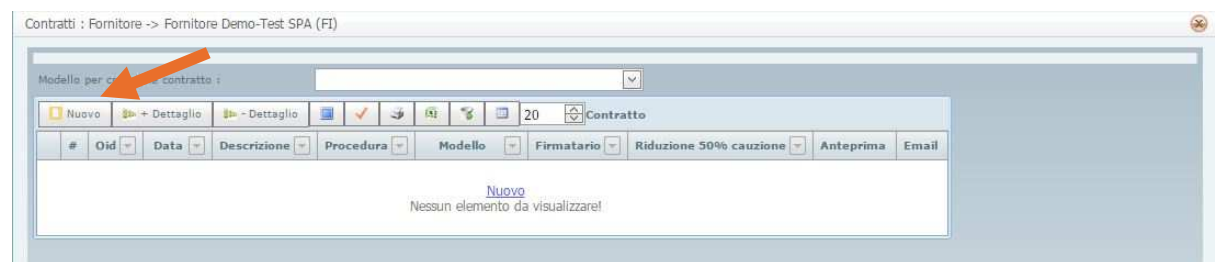 Contratti : Fornitore -> Fornitore Demo-Test SPA (FI)
Modello per contratto :
Nuovo + Dettaglio - Dettaglio 20 Contratto
# Oid Data Descrizione Procedura Modello Firmatario Riduzione 50% cauzione Anteprima Email
Nuovo
Nessun elemento da visualizzare!